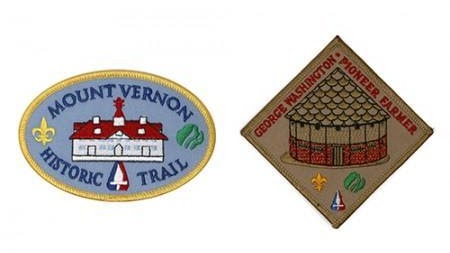 MOUNT VERNON
HISTORIC TRAIL
GEORGE WASHINGTON • PIONEER FARMER